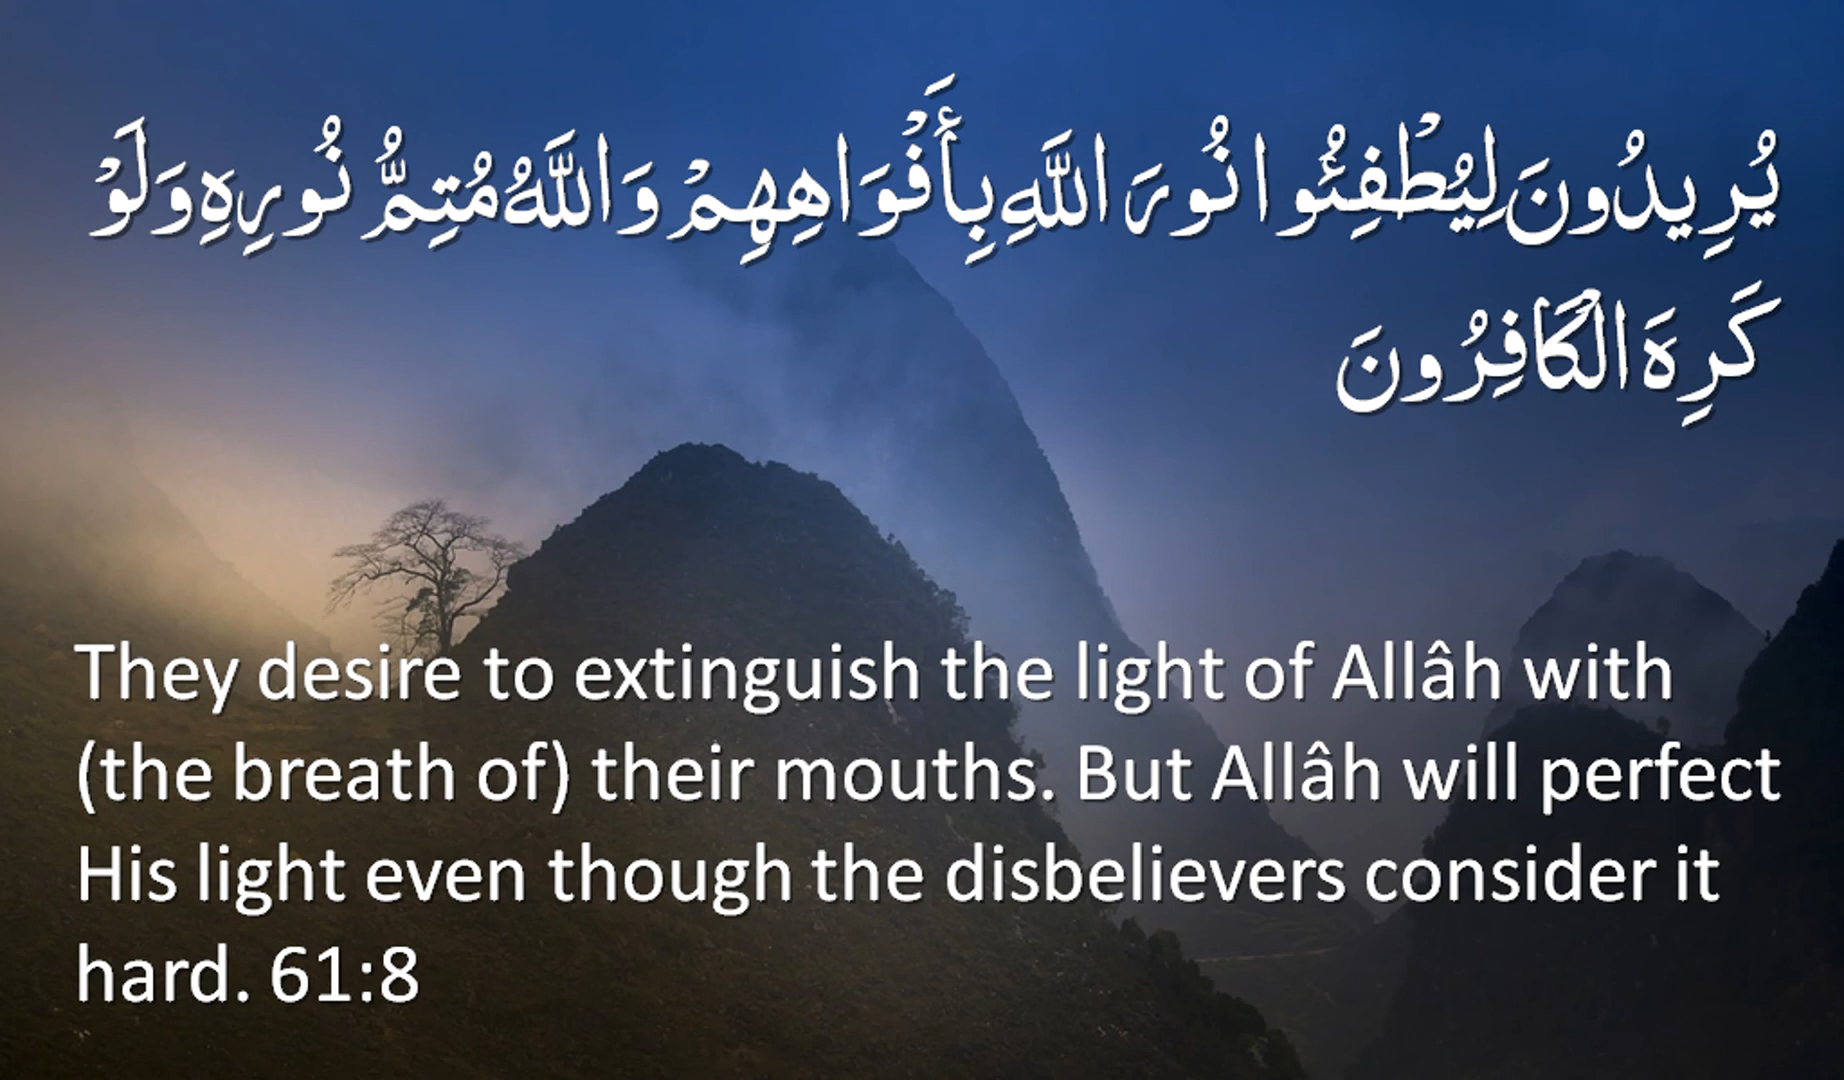 يُرِيدُونَ لِيُطْفِئُوا نُورَ اللَّهِ بِأَفْوَاهِهِمْ وَاللَّهُ مُتِمُّ نُورِهِ وَلَوْ
كَرِهَ الْكَافِرُونَ
They desire to extinguish the light of Allâh with
(the breath of) their mouths. But Allâh will perfect
His light even though the disbelievers consider it
hard. 61:8